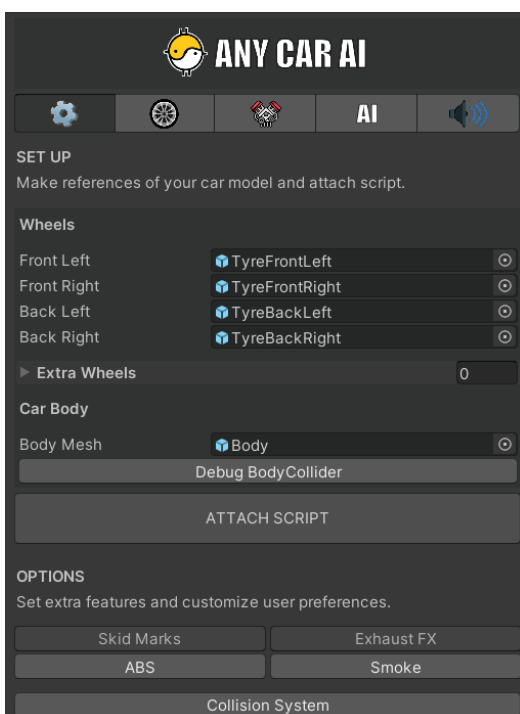 ANY CAR AI
AI
SET UP
Make references of your car model and attach script.
Wheels
Front Left TyreFrontLeft
Front Right TyreFrontRight
Back Left TyreBackLeft
Back Right TyreBackRight
Extra Wheels 0
Car Body
Body Mesh Body
Debug BodyCollider
ATTACH SCRIPT
OPTIONS
Set extra features and customize user preferences.
Skid Marks Exhaust FX
ABS Smoke
Collision System